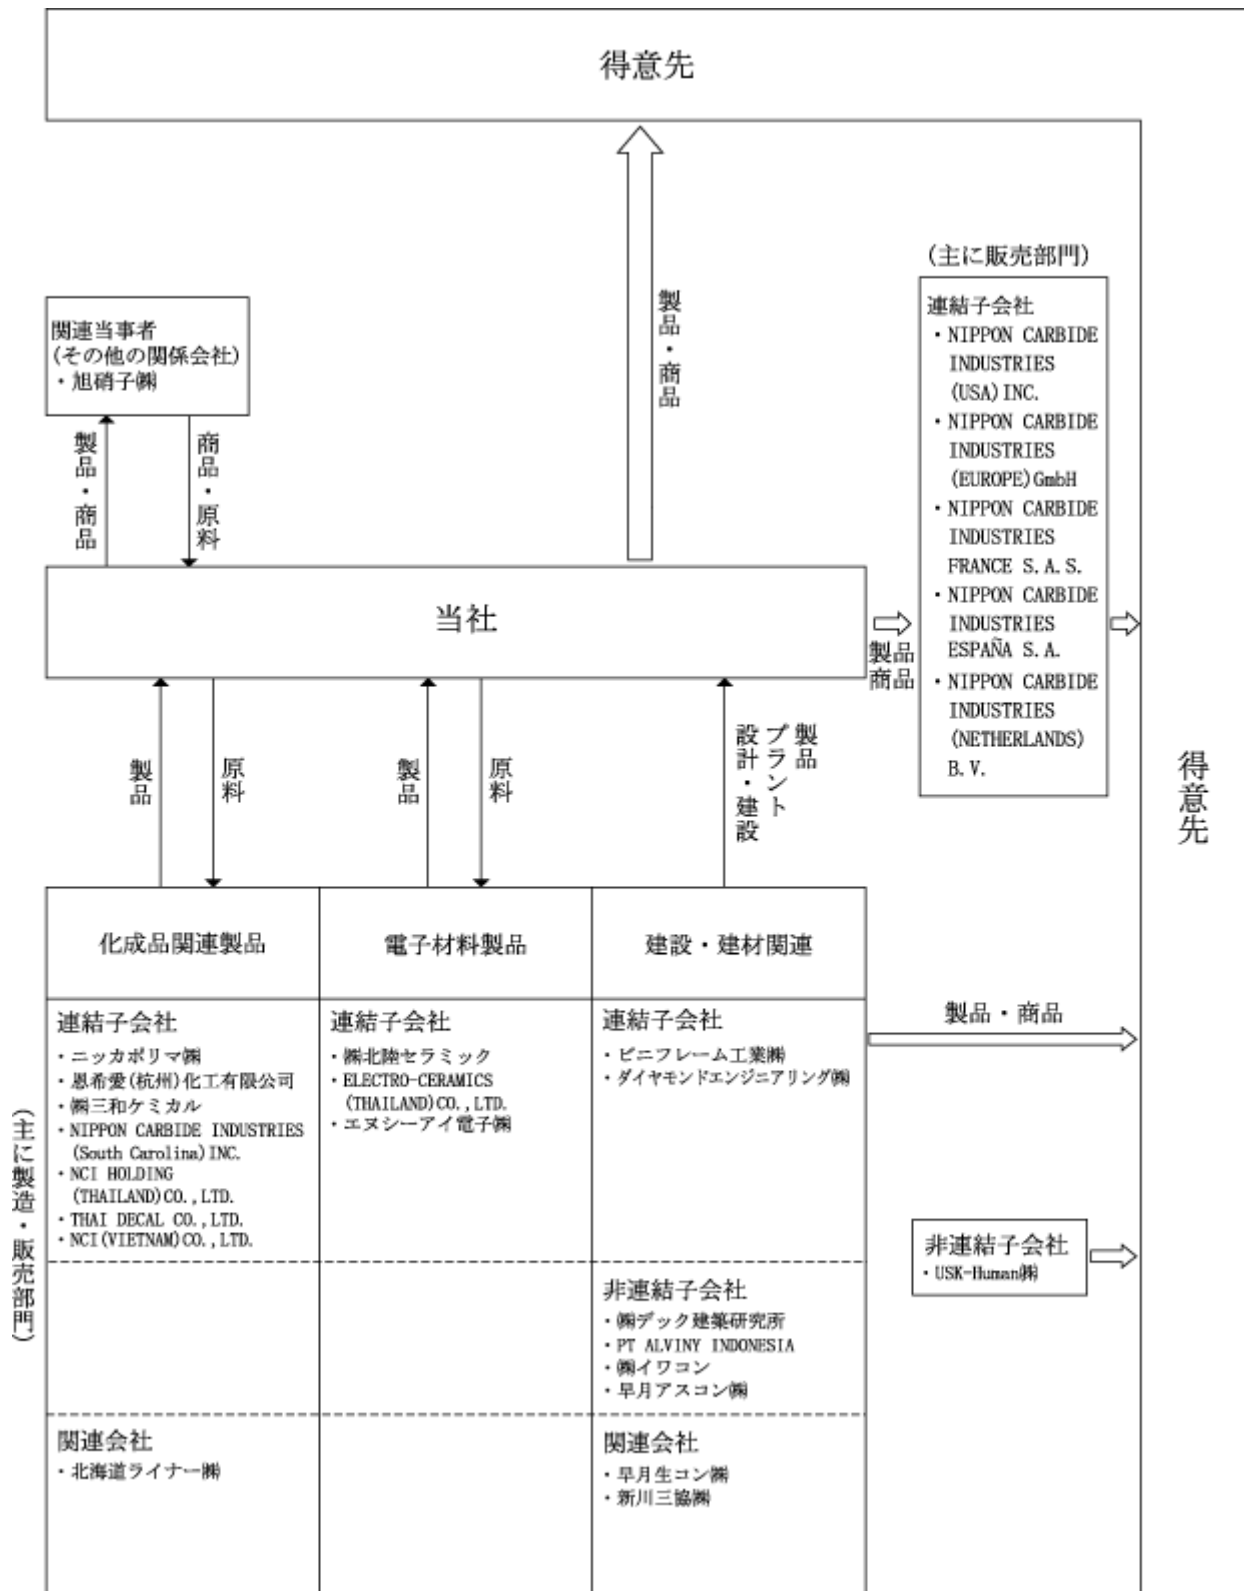 得意先
(主に販売部門)
関連当事者
(その他の関係会社)
・旭硝子㈱
製品・商品
商品・原料
製品・商品
連結子会社
・NIPPON CARBIDE
INDUSTRIES
(USA)INC.
・NIPPON CARBIDE
INDUSTRIES
(EUROPE)GmbH
・NIPPON CARBIDE
INDUSTRIES
FRANCE S.A.S.
・NIPPON CARBIDE
INDUSTRIES
ESPAÑA S.A.
・NIPPON CARBIDE
INDUSTRIES
(NETHERLANDS)
B.V.
当社
製品
商品
得意先
製品
原料
製品
原料
製品
プラント
設計・建設
化成品関連製品
電子材料製品
建設・建材関連
(主に製造・販売部門)
連結子会社
・ニッカポリマ㈱
・恩希愛(杭州)化工有限公司
・㈱三和ケミカル
・NIPPON CARBIDE INDUSTRIES
(South Carolina)INC.
・NCI HOLDING
(THAILAND)CO.,LTD.
・THAI DECAL CO.,LTD.
・NCI(VIETNAM)CO.,LTD.
連結子会社
・㈱北陸セラミック
・ELECTRO-CERAMICS
(THAILAND)CO.,LTD.
・エヌシーアイ電子㈱
連結子会社
・ビニフレーム工業㈱
・ダイヤモンドエンジニアリング㈱
製品・商品
非連結子会社
・USK-Human㈱
非連結子会社
・㈱デック建築研究所
・PT ALVINY INDONESIA
・㈱イワコン
・早月アスコン㈱
関連会社
・北海道ライナー㈱
関連会社
・早月生コン㈱
・新川三協㈱